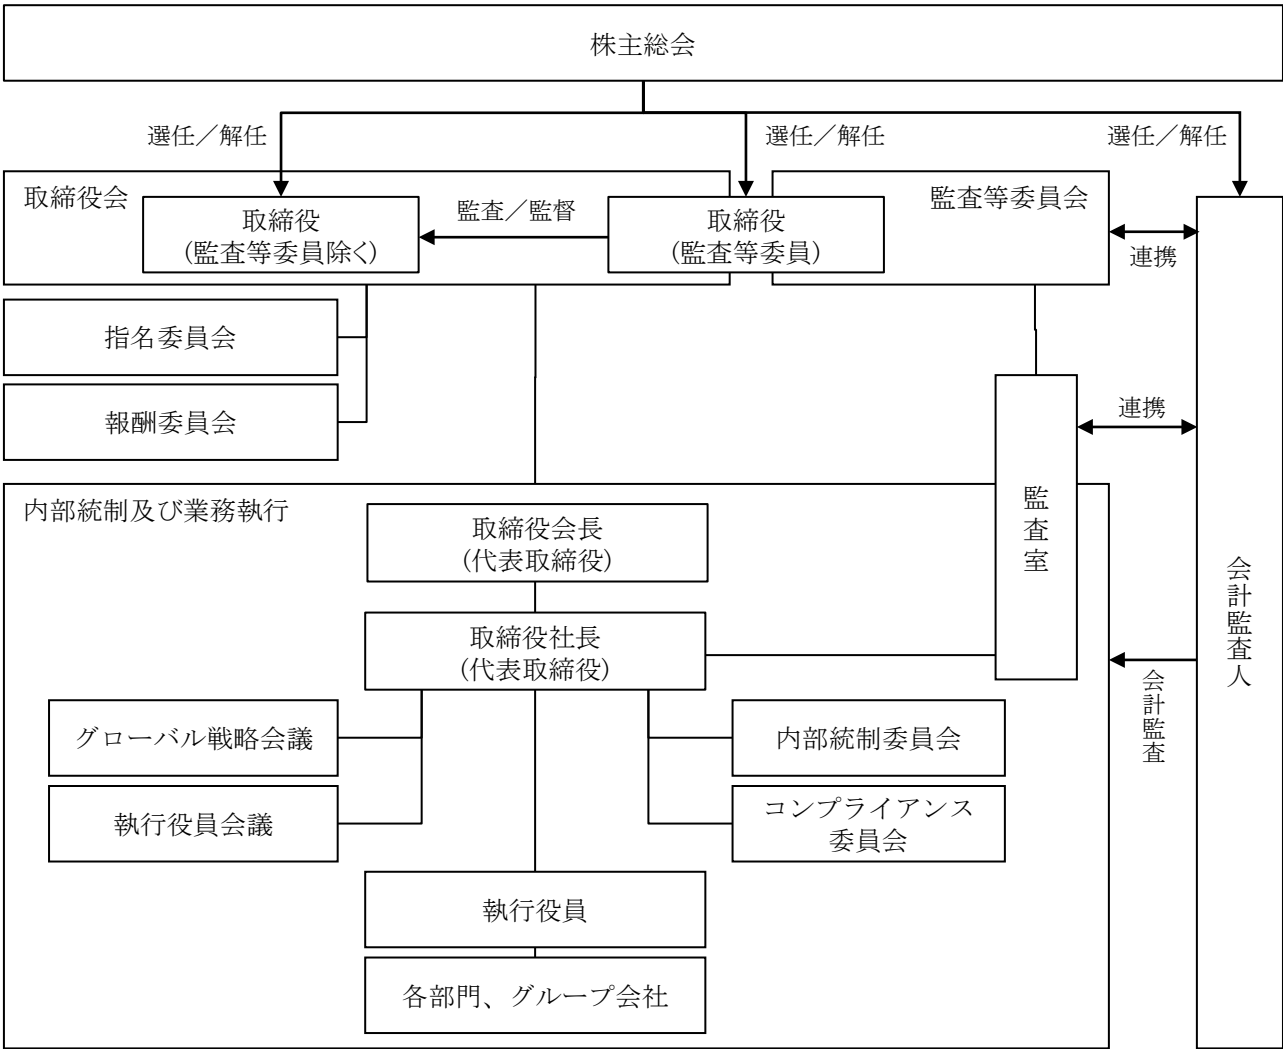 株主総会
選任／解任
選任／解任
選任／解任
取締役会
取締役
(監査等委員除く)
監査／監督
取締役
(監査等委員)
監査等委員会
連携
指名委員会
報酬委員会
連携
監査室
会計監査人
内部統制及び業務執行
取締役会長
(代表取締役)
取締役社長
(代表取締役)
会計監査
グローバル戦略会議
内部統制委員会
執行役員会議
コンプライアンス
委員会
執行役員
各部門、グループ会社